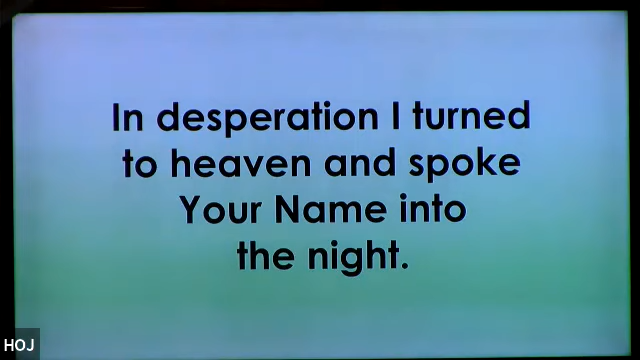 In desperation I turned
to heaven and spoke
Your Name into
the night.
HOJ